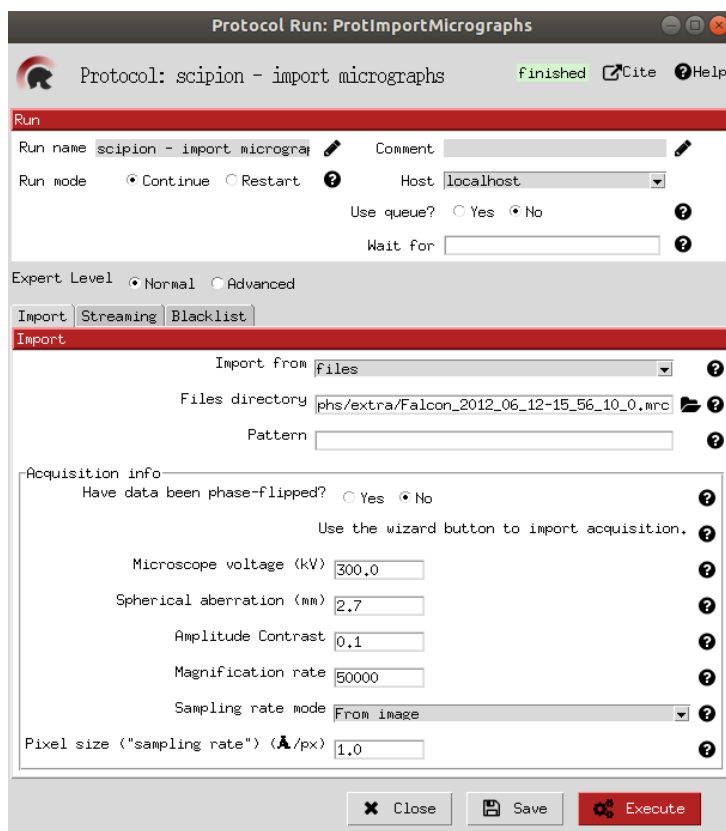 Protocol Run: ProtImportMicrographs
Protocol: scipion - import micrographs finished Cite Help
Run
Run name scipion - import microgra Comment
Run mode Continue Restart Host localhost
Use queue? Yes No
Wait for
Expert Level Normal Advanced
Import Streaming Blacklist
Import
Import from files
Files directory phs/extra/Falcon_2012_06_12-15_56_10_0.mrc
Pattern
Acquisition info
Have data been phase-flipped? Yes No
Use the wizard button to import acquisition.
Microscope voltage (kV) 300.0
Spherical aberration (mm) 2.7
Amplitude Contrast 0.1
Magnification rate 50000
Sampling rate mode From image
Pixel size ("sampling rate") (Å/px) 1.0
Close Save Execute